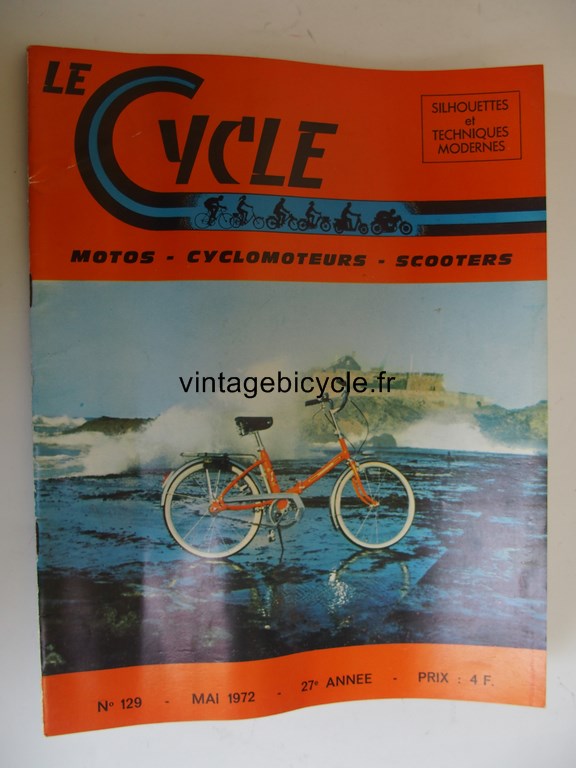 LE
CYCLE
SILHOUETTES
et
TECHNIQUES
MODERNES
MOTOS - CYCLOMOTEURS - SCOOTERS
vintagebicycle.fr
N° 129 - MAI 1972 - 27e ANNEE - PRIX : 4 F.